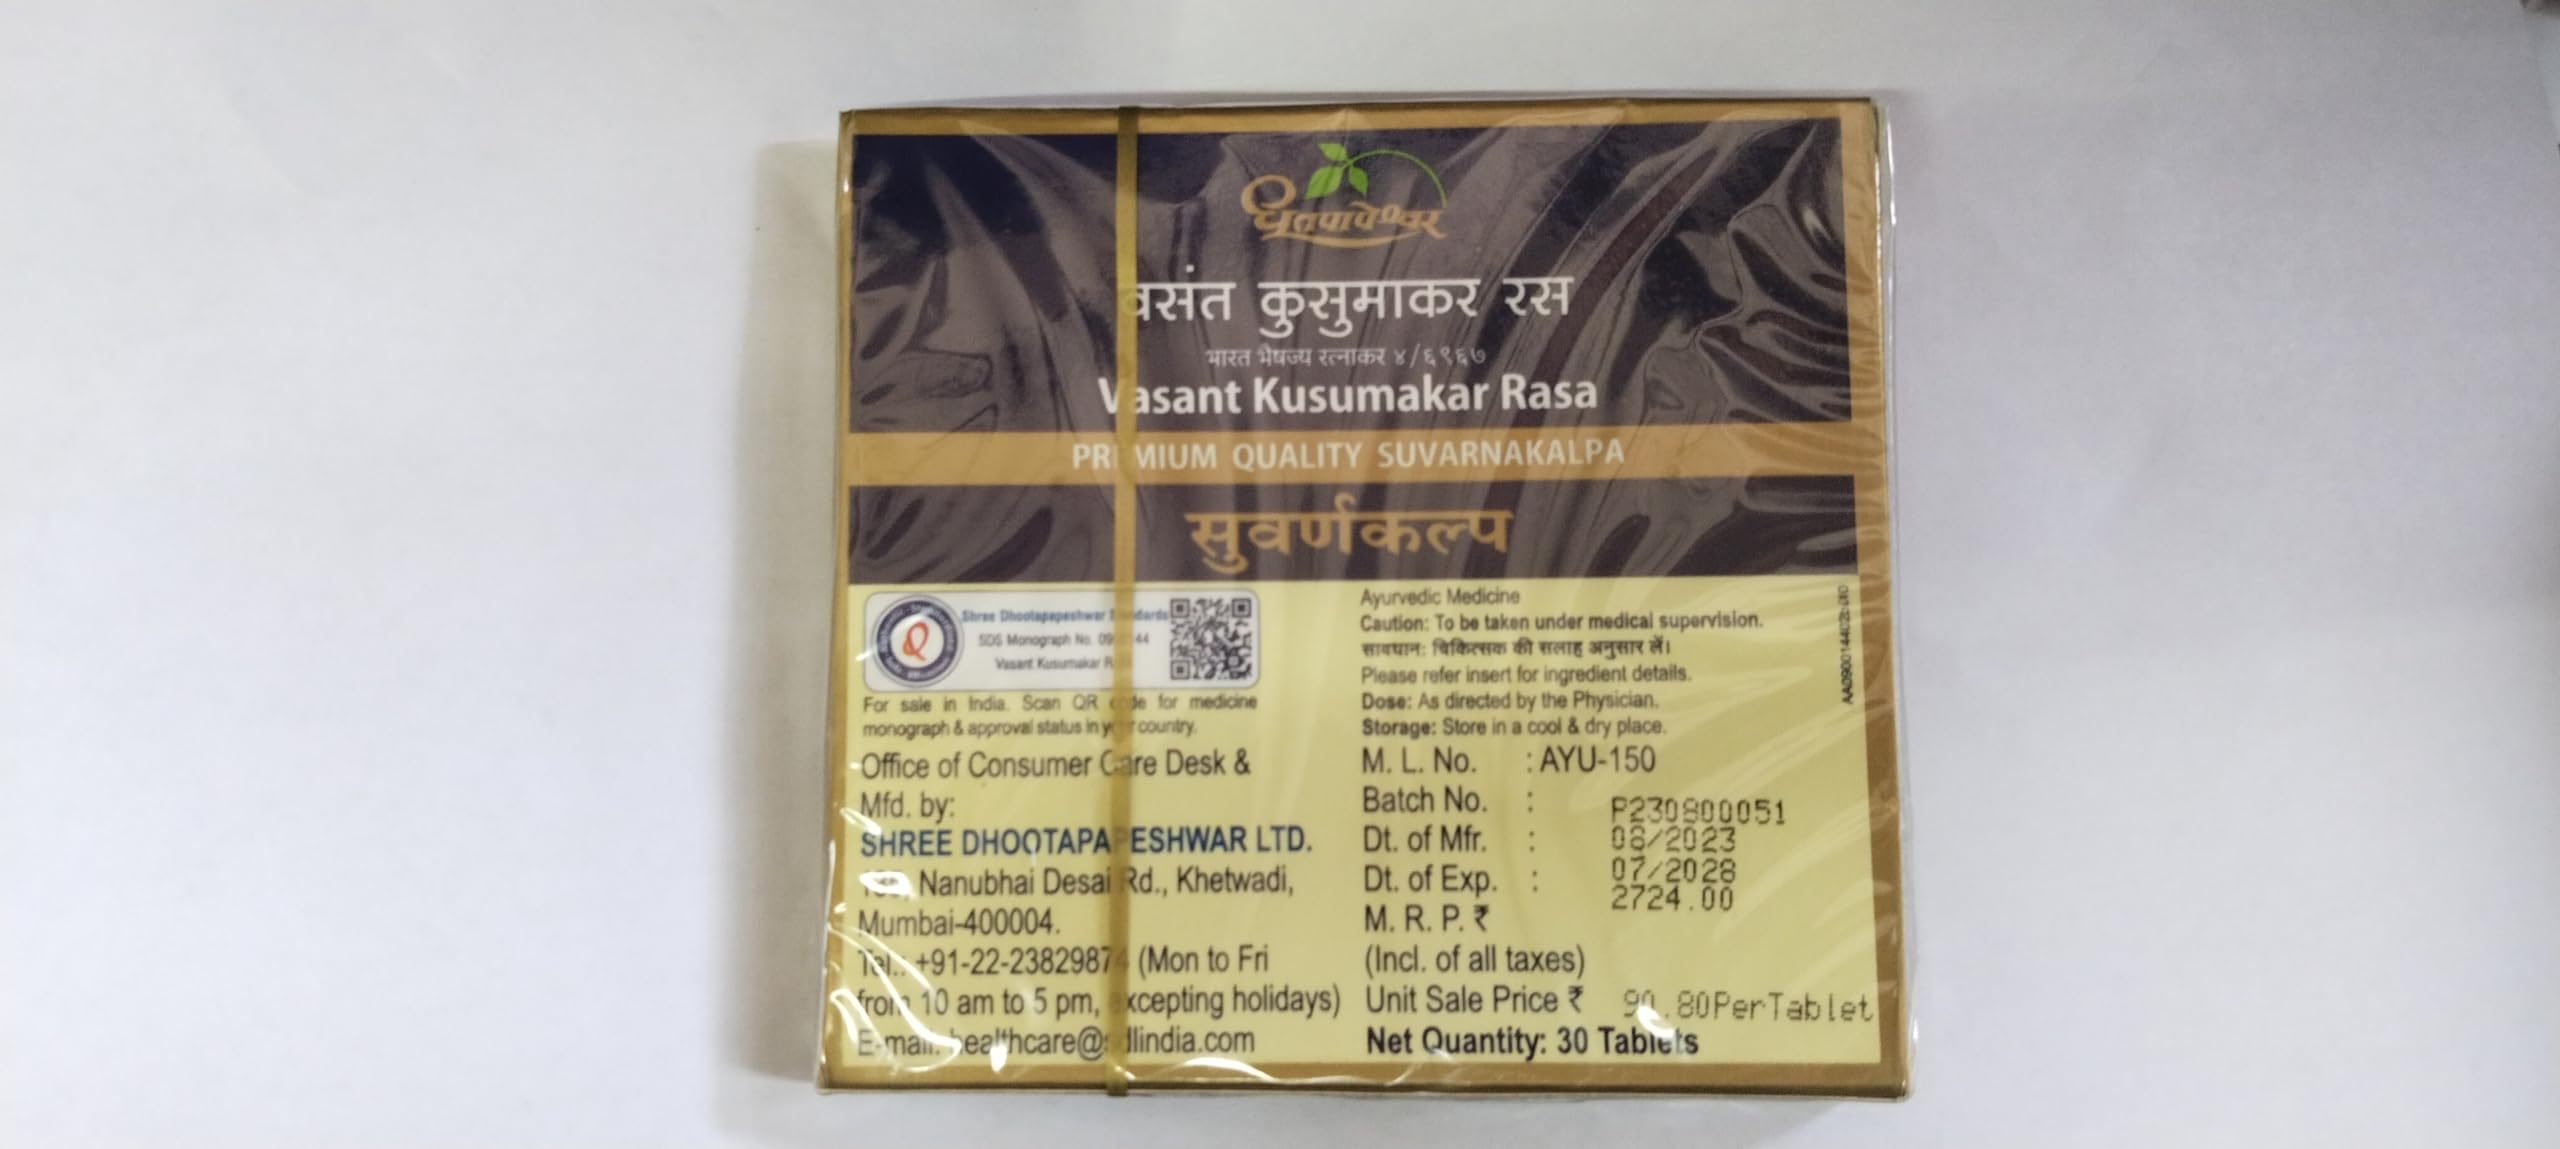 धूतपापेश्वर
वसंत कुसुमाकर रस
भारत भैषज्य रत्नाकर ४/६९६७
Vasant Kusumakar Rasa
PREMIUM QUALITY SUVARNAKALPA
सुवर्णकल्प
Shree Dhootapapeshwar Standards
SDS Monograph No.
Vasant Kusumakar Rasa
For sale in India. Scan QR code for medicine
monograph & approval status in your country.
Office of Consumer Care Desk &
Mfd. by:
SHREE DHOOTAPAPESHWAR LTD.
Nanubhai Desai Rd., Khetwadi,
Mumbai-400004.
Tel.: (Mon to Fri
from 10 am to 5 pm, excepting holidays)
E-mail: healthcare@sdlindia.com
Ayurvedic Medicine
Caution: To be taken under medical supervision.
सावधान: चिकित्सक की सलाह अनुसार लें।
Please refer insert for ingredient details.
Dose: As directed by the Physician.
Storage: Store in a cool & dry place.
M. L. No. : AYU-150
Batch No. : P230800051
Dt. of Mfr. : 08/2023
Dt. of Exp. : 07/2028
M. R. P. ₹ 2724.00
(Incl. of all taxes)
Unit Sale Price ₹ 90.80PerTablet
Net Quantity: 30 Tablets